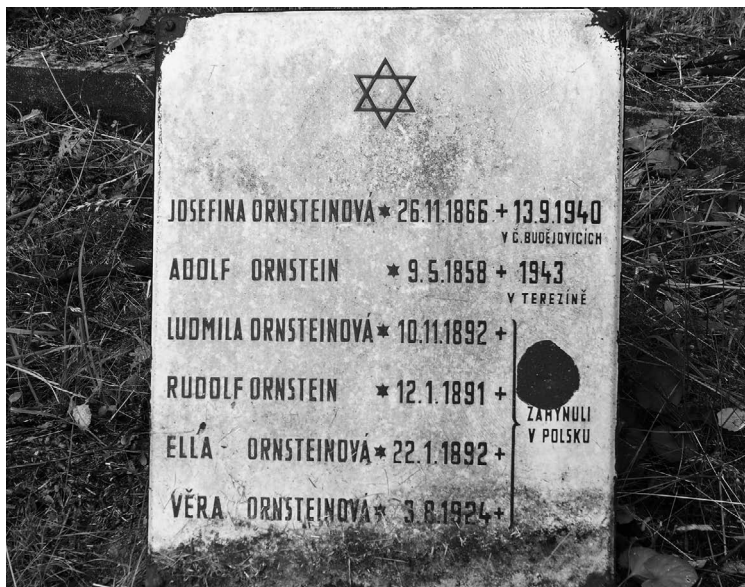 JOSEFINA ORNSTEINOVÁ * 26.11.1866 + 13.9.1940
V Č.BUDĚJOVICÍCH
ADOLF ORNSTEIN * 9.5.1858 + 1943
V TEREZÍNĚ
LUDMILA ORNSTEINOVÁ * 10.11.1892 +
RUDOLF ORNSTEIN * 12.1.1891 +
ZAHYNULI
V POLSKU
ELLA ORNSTEINOVÁ * 22.1.1892 +
VĚRA ORNSTEINOVÁ * 3.8.1924 +